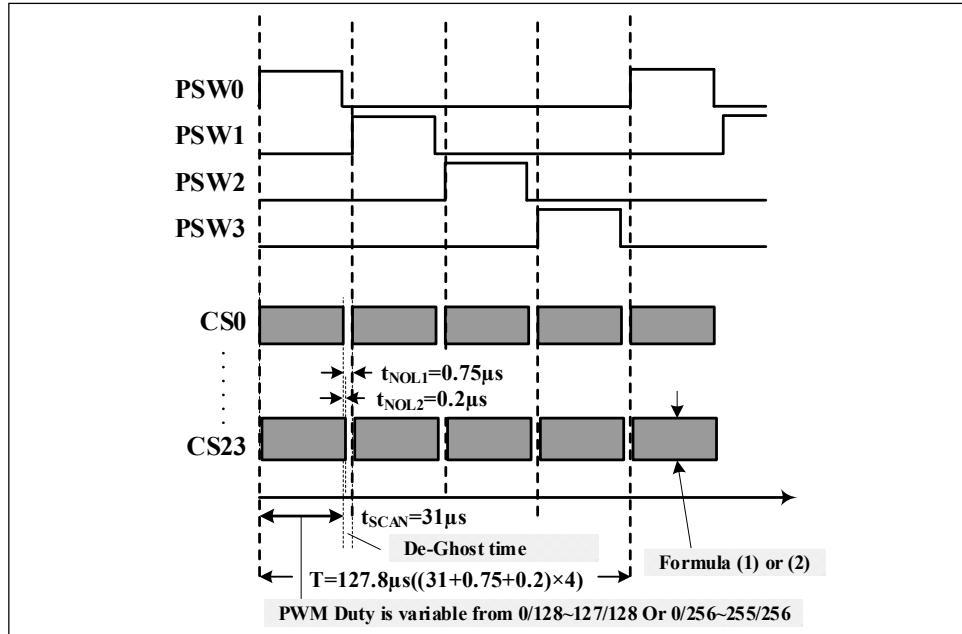 PSW0
PSW1
PSW2
PSW3
CS0
tNOL1=0.75μs
tNOL2=0.2μs
CS23
tSCAN=31μs
De-Ghost time
Formula (1) or (2)
T=127.8μs((31+0.75+0.2)×4)
PWM Duty is variable from 0/128~127/128 Or 0/256~255/256